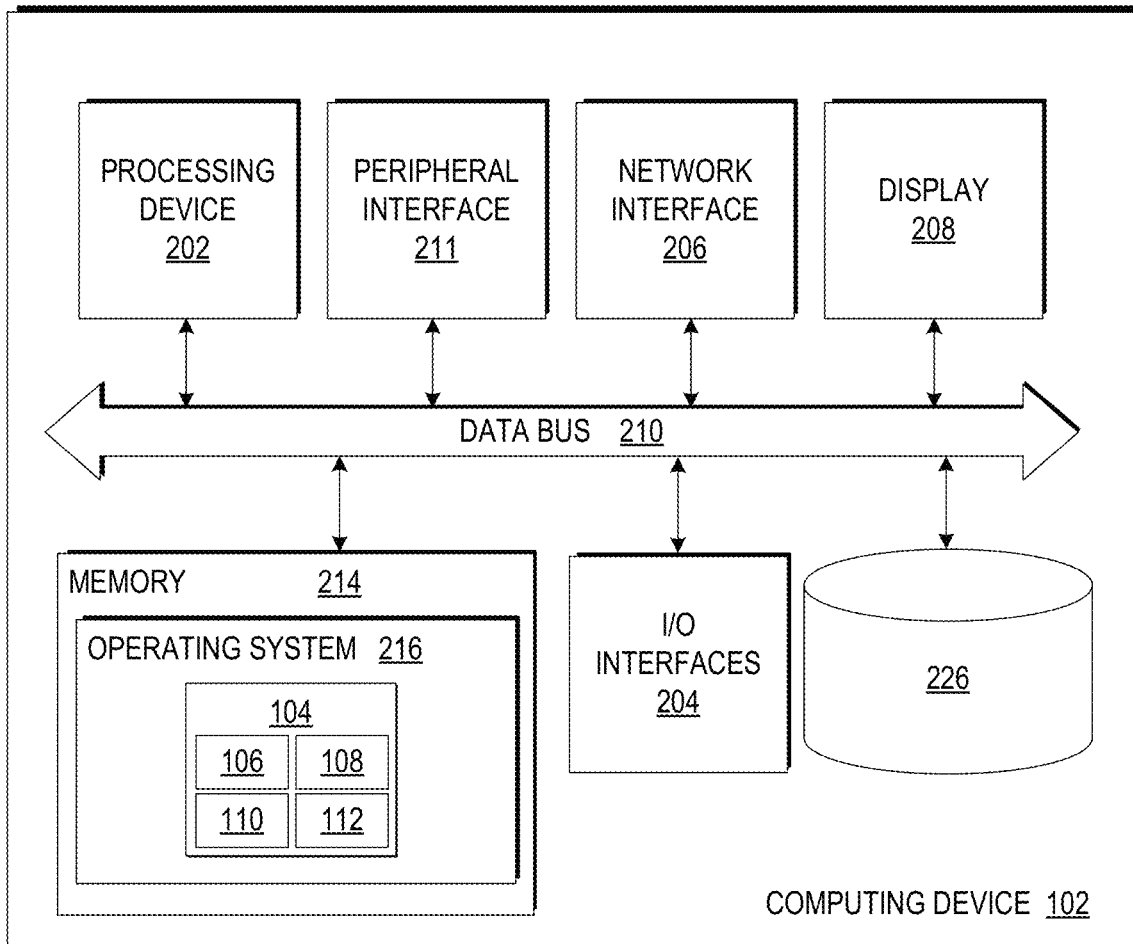 PROCESSING
DEVICE
202
PERIPHERAL
INTERFACE
211
NETWORK
INTERFACE
206
DISPLAY
208
DATA BUS 210
MEMORY 214
OPERATING SYSTEM 216
104
106 108
110 112
I/O
INTERFACES
204
226
COMPUTING DEVICE 102